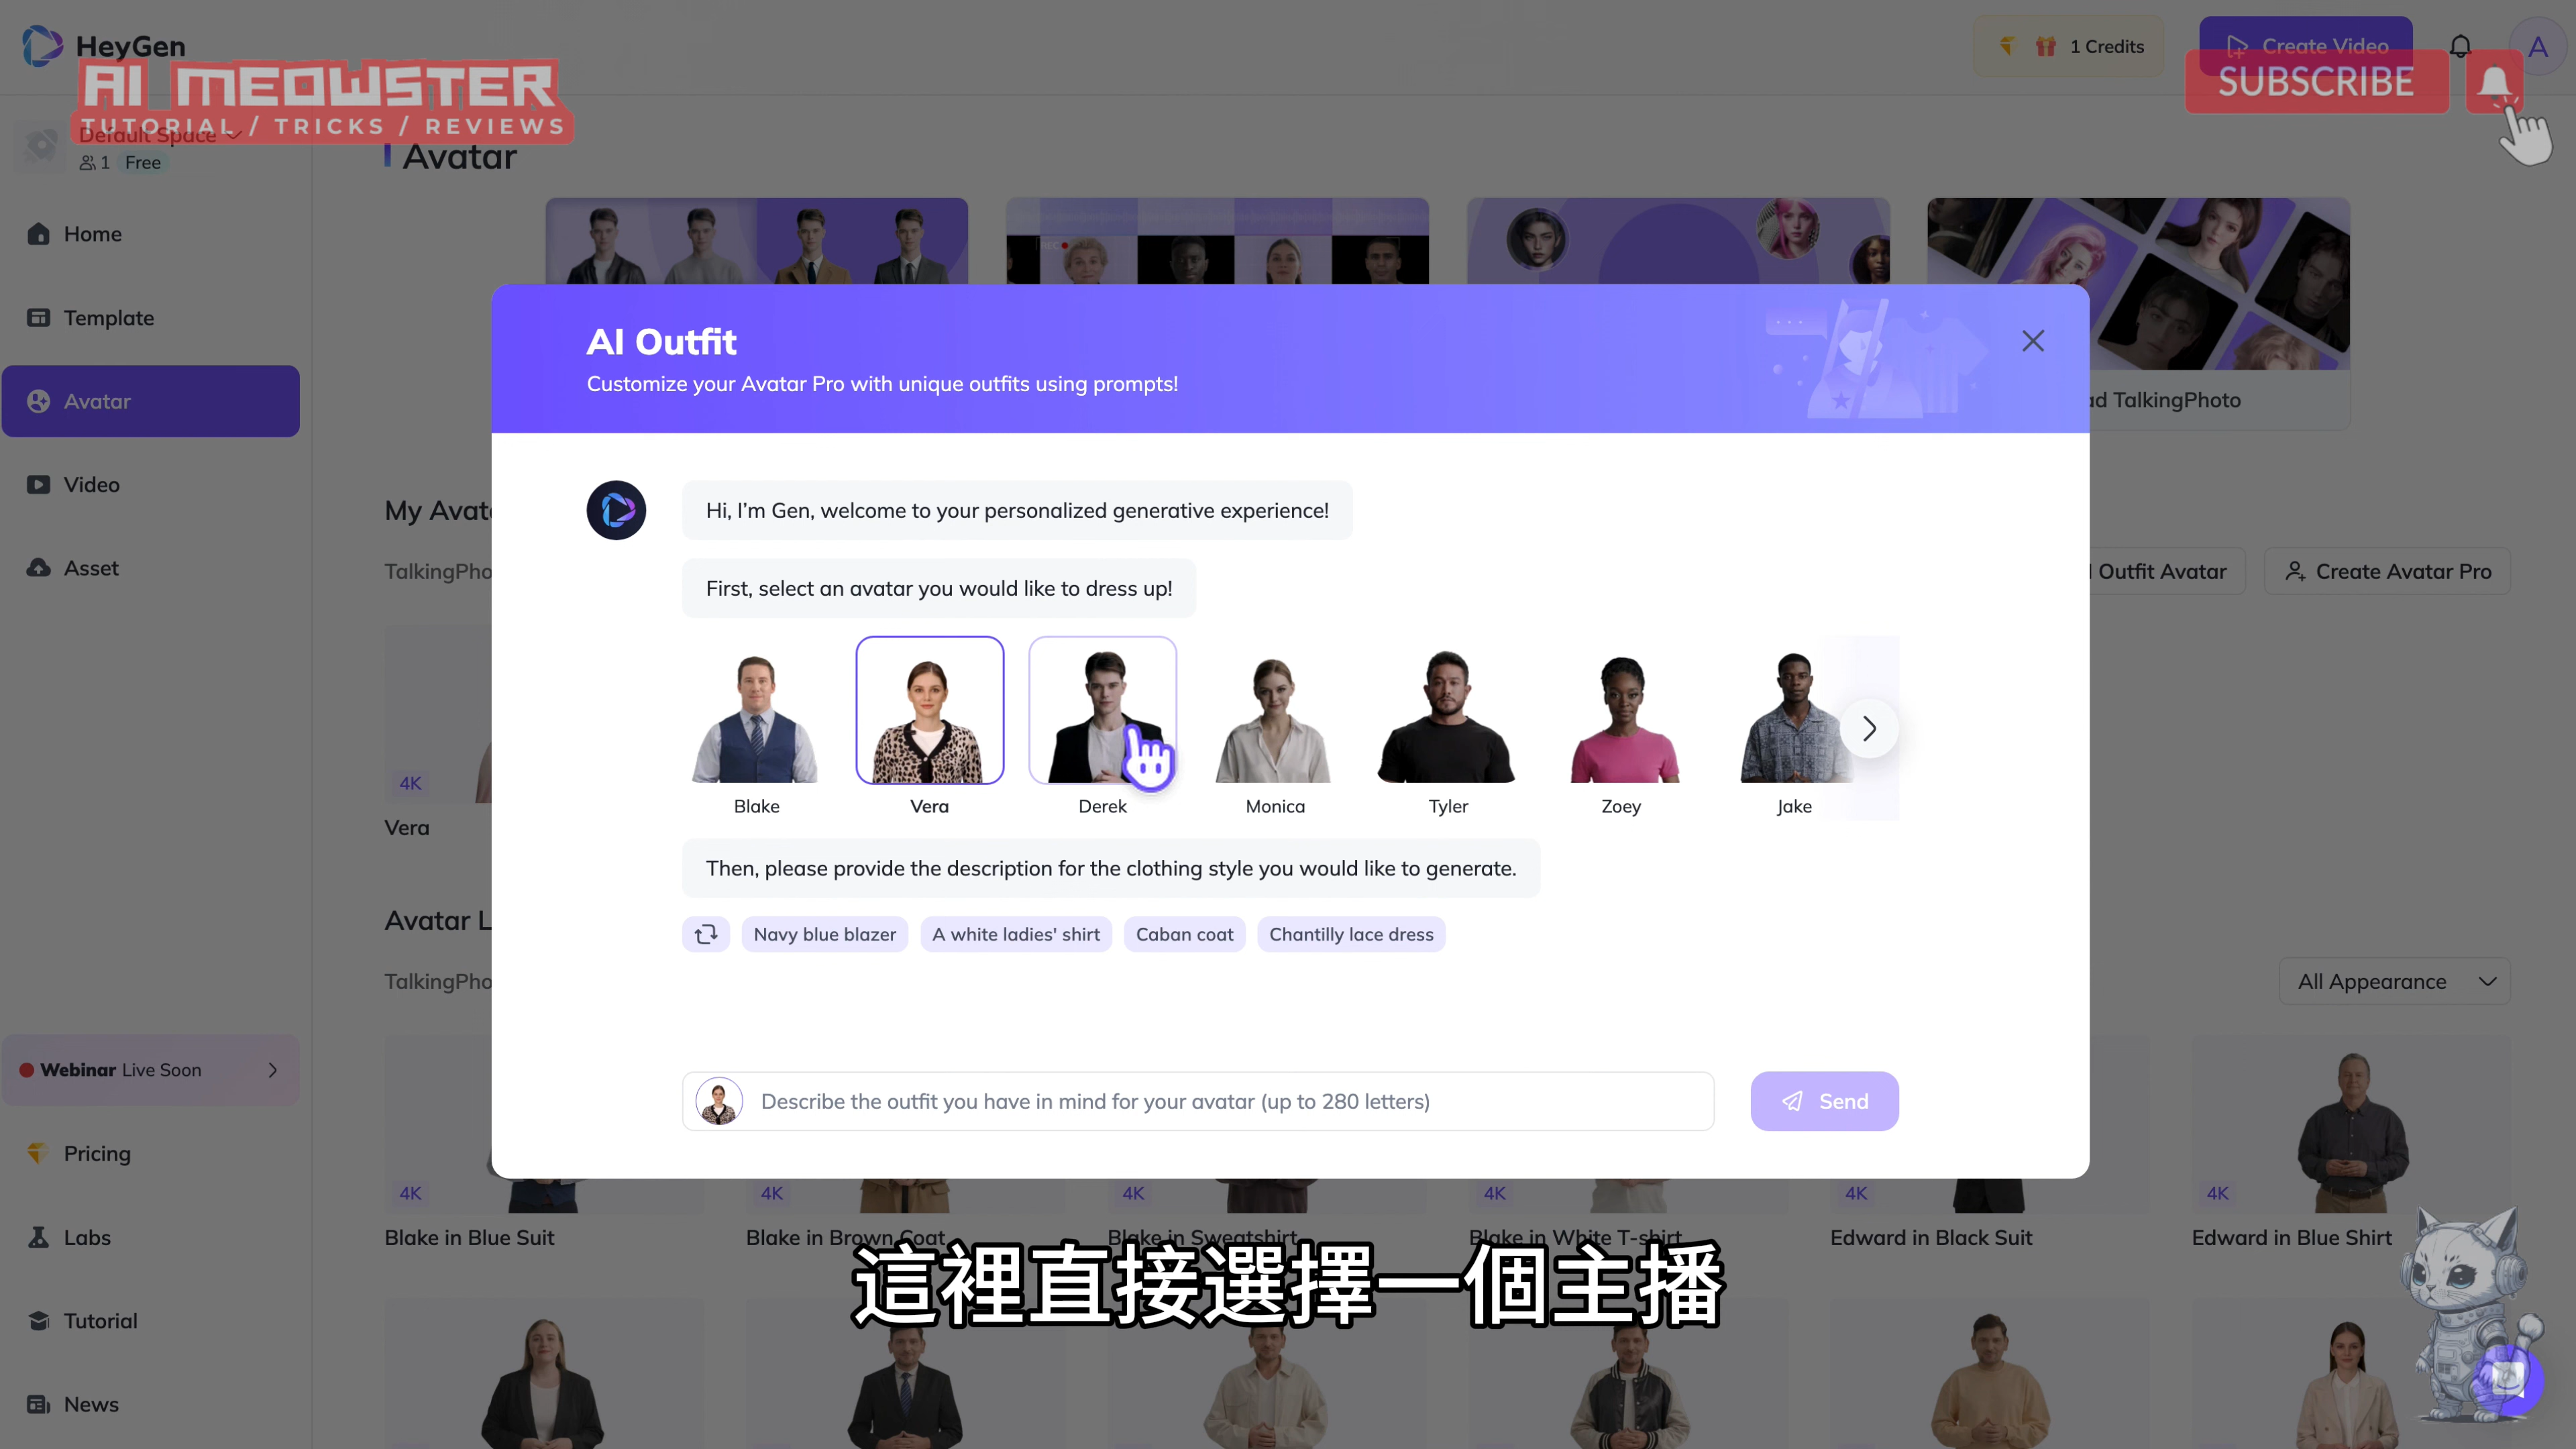 HeyGen
1 Credits
Create Video
A
AI MEOWSTER
TUTORIAL / TRICKS / REVIEWS
SUBSCRIBE
Default Space
1 Free
Avatar
Home
Template
Avatar
Video
Asset
Webinar Live Soon
Pricing
Labs
Tutorial
News
REC
ad TalkingPhoto
My Avat
TalkingPho
Outfit Avatar
Create Avatar Pro
4K
Vera
Avatar L
TalkingPho
All Appearance
AI Outfit
Customize your Avatar Pro with unique outfits using prompts!
Hi, I'm Gen, welcome to your personalized generative experience!
First, select an avatar you would like to dress up!
Blake
Vera
Derek
Monica
Tyler
Zoey
Jake
Then, please provide the description for the clothing style you would like to generate.
Navy blue blazer
A white ladies' shirt
Caban coat
Chantilly lace dress
Describe the outfit you have in mind for your avatar (up to 280 letters)
Send
4K
4K
4K
4K
4K
4K
Blake in Blue Suit
Blake in Brown Coat
Blake in Sweatshirt
Blake in White T-shirt
Edward in Black Suit
Edward in Blue Shirt
這裡直接選擇一個主播